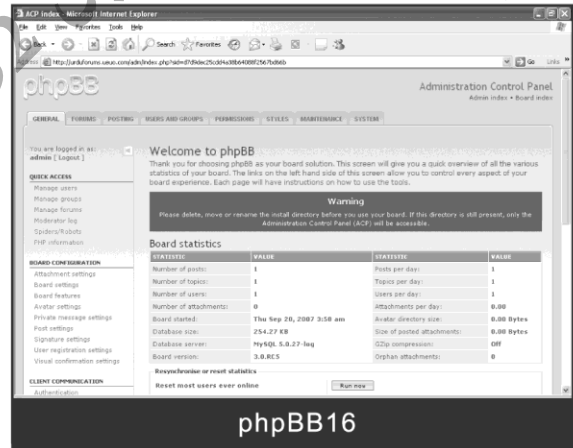 ACP Index - Microsoft Internet Explorer
File Edit View Favorites Tools Help
Back Search Favorites
Address Go Links
phpBB
Administration Control Panel
Admin index • Board index
GENERAL FORUMS POSTING USERS AND GROUPS PERMISSIONS STYLES MAINTENANCE SYSTEM
You are logged in as:
admin [ Logout ]
QUICK ACCESS
Manage users
Manage groups
Manage forums
Moderator log
Spiders/Robots
PHP information
BOARD CONFIGURATION
Attachment settings
Board settings
Board features
Avatar settings
Private message settings
Post settings
Signature settings
User registration settings
Visual confirmation settings
CLIENT COMMUNICATION
Authentication
Welcome to phpBB
Thank you for choosing phpBB as your board solution. This screen will give you a quick overview of all the various
statistics of your board. The links on the left hand side of this screen allow you to control every aspect of your
board experience. Each page will have instructions on how to use the tools.
Warning
Please delete, move or rename the install directory before you use your board. If this directory is still present, only the
Administration Control Panel (ACP) will be accessible.
Board statistics
STATISTIC VALUE STATISTIC VALUE
Number of posts: 1 Posts per day: 1
Number of topics: 1 Topics per day: 1
Number of users: 1 Users per day: 1
Number of attachments: 0 Attachments per day: 0.00
Board started: Thu Sep 20, 2007 3:58 am Avatar directory size: 0.00 Bytes
Database size: 254.27 KB Size of posted attachments: 0.00 Bytes
Database server: MySQL 5.0.27-log GZip compression: Off
Board version: 3.0.RC5 Orphan attachments: 0
Resynchronise or reset statistics
Reset most users ever online Run now
phpBB16